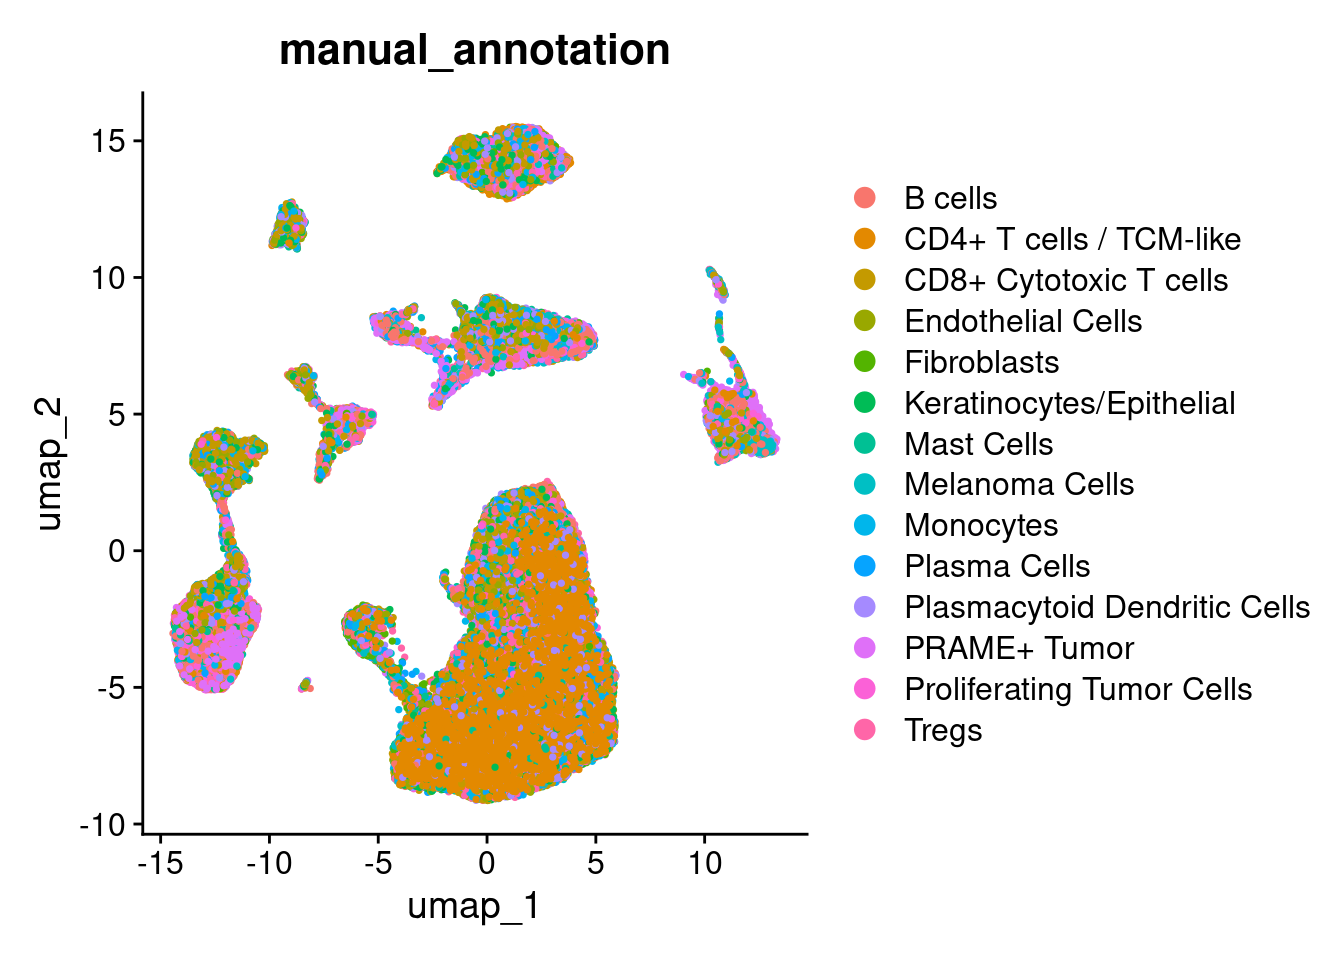 manual_annotation
umap_2
15
10
5
0
-5
-10
-15
-10
-5
0
5
10
umap_1
B cells
CD4+ T cells / TCM-like
CD8+ Cytotoxic T cells
Endothelial Cells
Fibroblasts
Keratinocytes/Epithelial
Mast Cells
Melanoma Cells
Monocytes
Plasma Cells
Plasmacytoid Dendritic Cells
PRAME+ Tumor
Proliferating Tumor Cells
Tregs